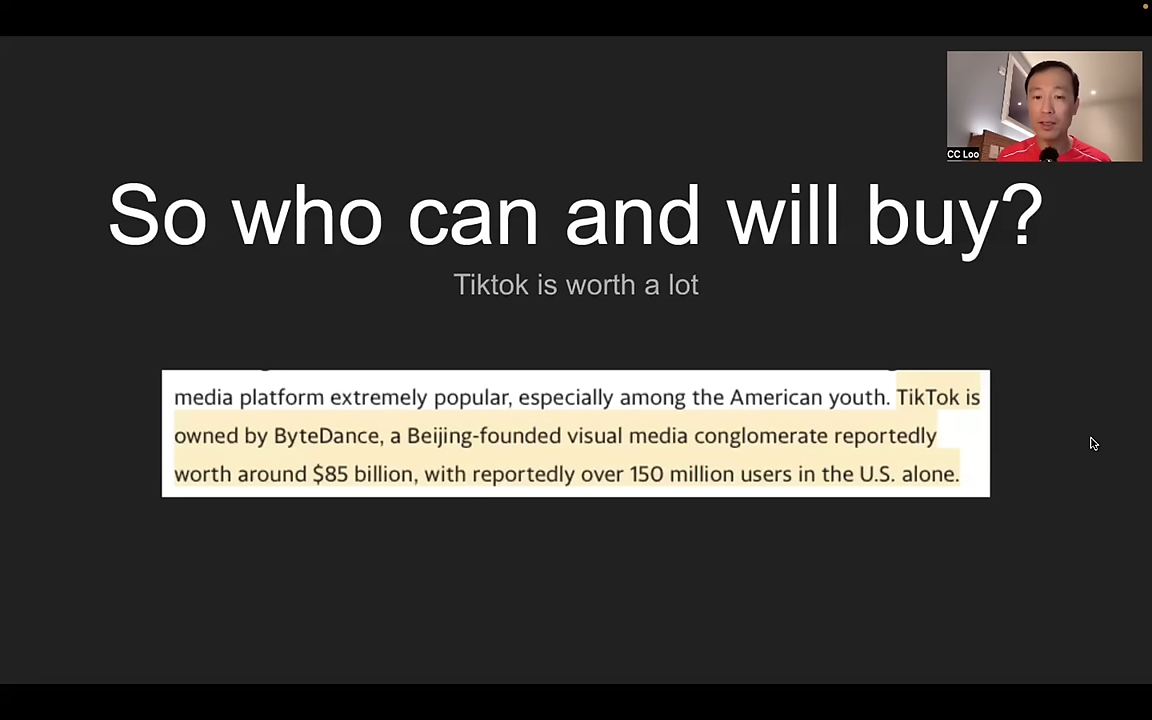 CC Loo
So who can and will buy?
Tiktok is worth a lot
media platform extremely popular, especially among the American youth. TikTok is
owned by ByteDance, a Beijing-founded visual media conglomerate reportedly
worth around $85 billion, with reportedly over 150 million users in the U.S. alone.